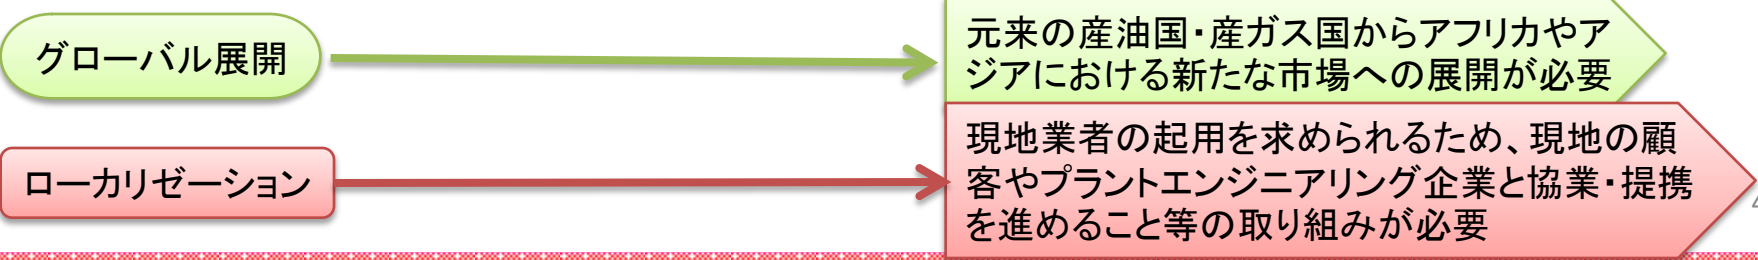 グローバル展開
元来の産油国・産ガス国からアフリカやア
ジアにおける新たな市場への展開が必要
ローカリゼーション
現地業者の起用を求められるため、現地の顧
客やプラントエンジニアリング企業と協業・提携
を進めること等の取り組みが必要